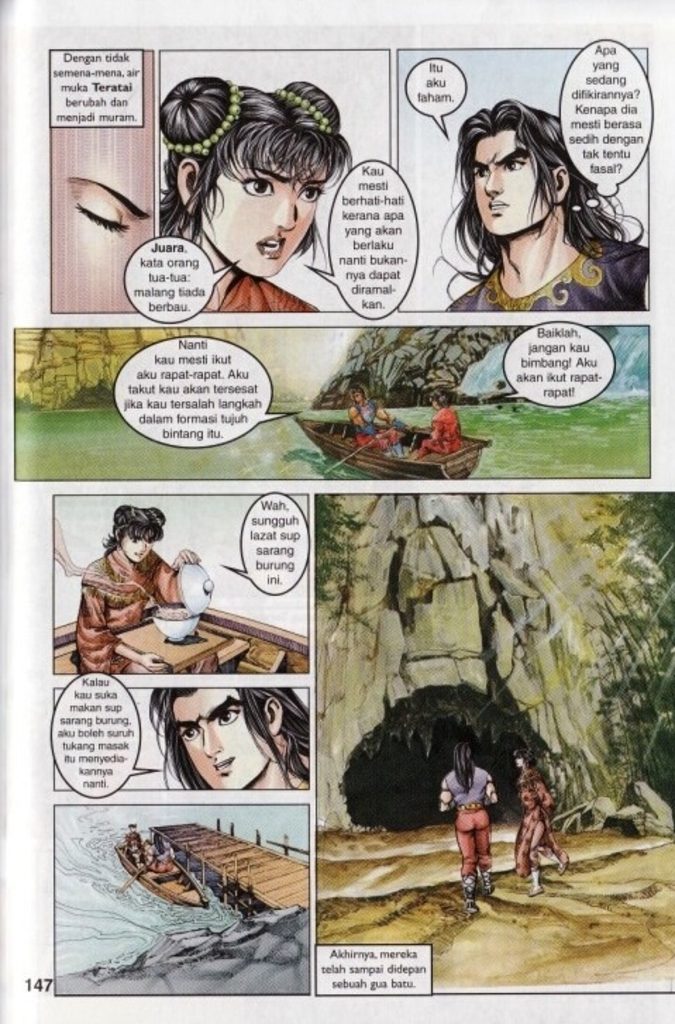 Dengan tidak
semena-mena, air
muka Teratai
berubah dan
menjadi muram.
Juara,
kata orang
tua-tua:
malang tiada
berbau.
Kau
mesti
berhati-hati
kerana apa
yang akan
berlaku
nanti bukan-
nya dapat
diramal-
kan.
Itu
aku
faham.
Apa
yang
sedang
difikirannya?
Kenapa dia
mesti berasa
sedih dengan
tak tentu
fasal?
Nanti
kau mesti ikut
aku rapat-rapat. Aku
takut kau akan tersesat
jika kau tersalah langkah
dalam formasi tujuh
bintang itu.
Baiklah,
jangan kau
bimbang! Aku
akan ikut rapat-
rapat!
Wah,
sungguh
lazat sup
sarang
burung
ini.
Kalau
kau suka
makan sup
sarang burung,
aku boleh suruh
tukang masak
itu menyedia-
kannya
nanti.
Akhirnya, mereka
telah sampai didepan
sebuah gua batu.
147